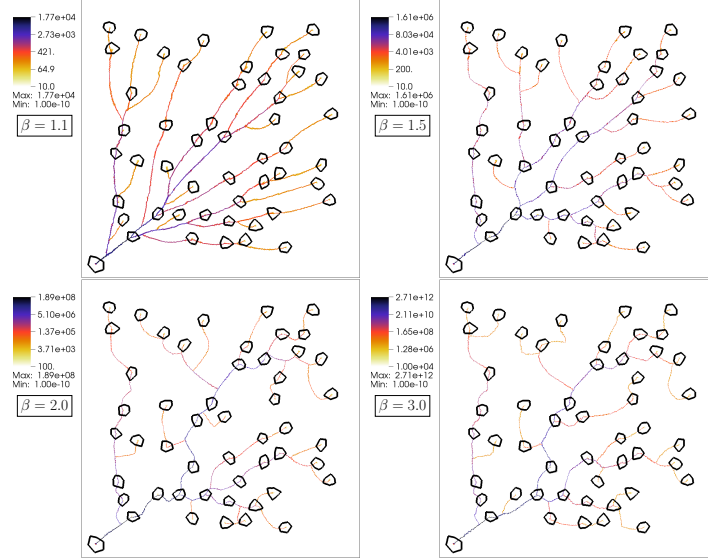 1.77e+04
2.73e+03
421.
64.9
10.0
Max: 1.77e+04
Min: 1.00e-10
β = 1.1
1.61e+06
8.03e+04
4.01e+03
200.
10.0
Max: 1.61e+06
Min: 1.00e-10
β = 1.5
1.89e+08
5.10e+06
1.37e+05
3.71e+03
100.
Max: 1.89e+08
Min: 1.00e-10
β = 2.0
2.71e+12
2.11e+10
1.65e+08
1.28e+06
1.00e+04
Max: 2.71e+12
Min: 1.00e-10
β = 3.0